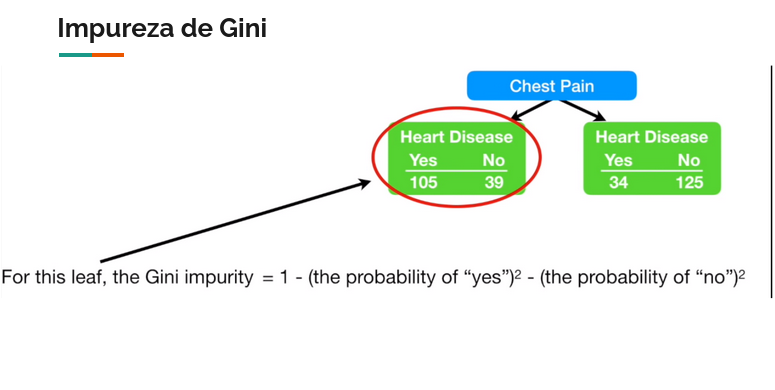 Impureza de Gini
Chest Pain
Heart Disease
Yes No
105 39
Heart Disease
Yes No
34 125
For this leaf, the Gini impurity = 1 - (the probability of “yes”)² - (the probability of “no”)²